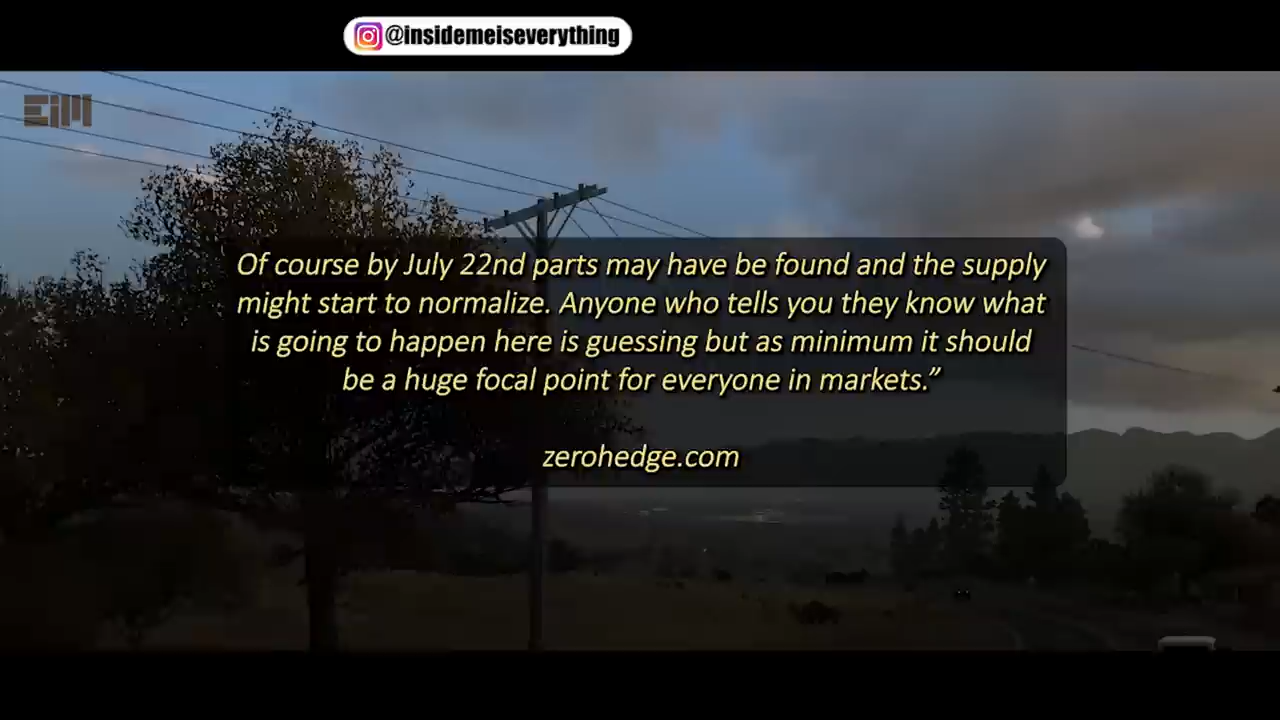 @insidemeiseverything
EiM
Of course by July 22nd parts may have be found and the supply
might start to normalize. Anyone who tells you they know what
is going to happen here is guessing but as minimum it should
be a huge focal point for everyone in markets.”
zerohedge.com